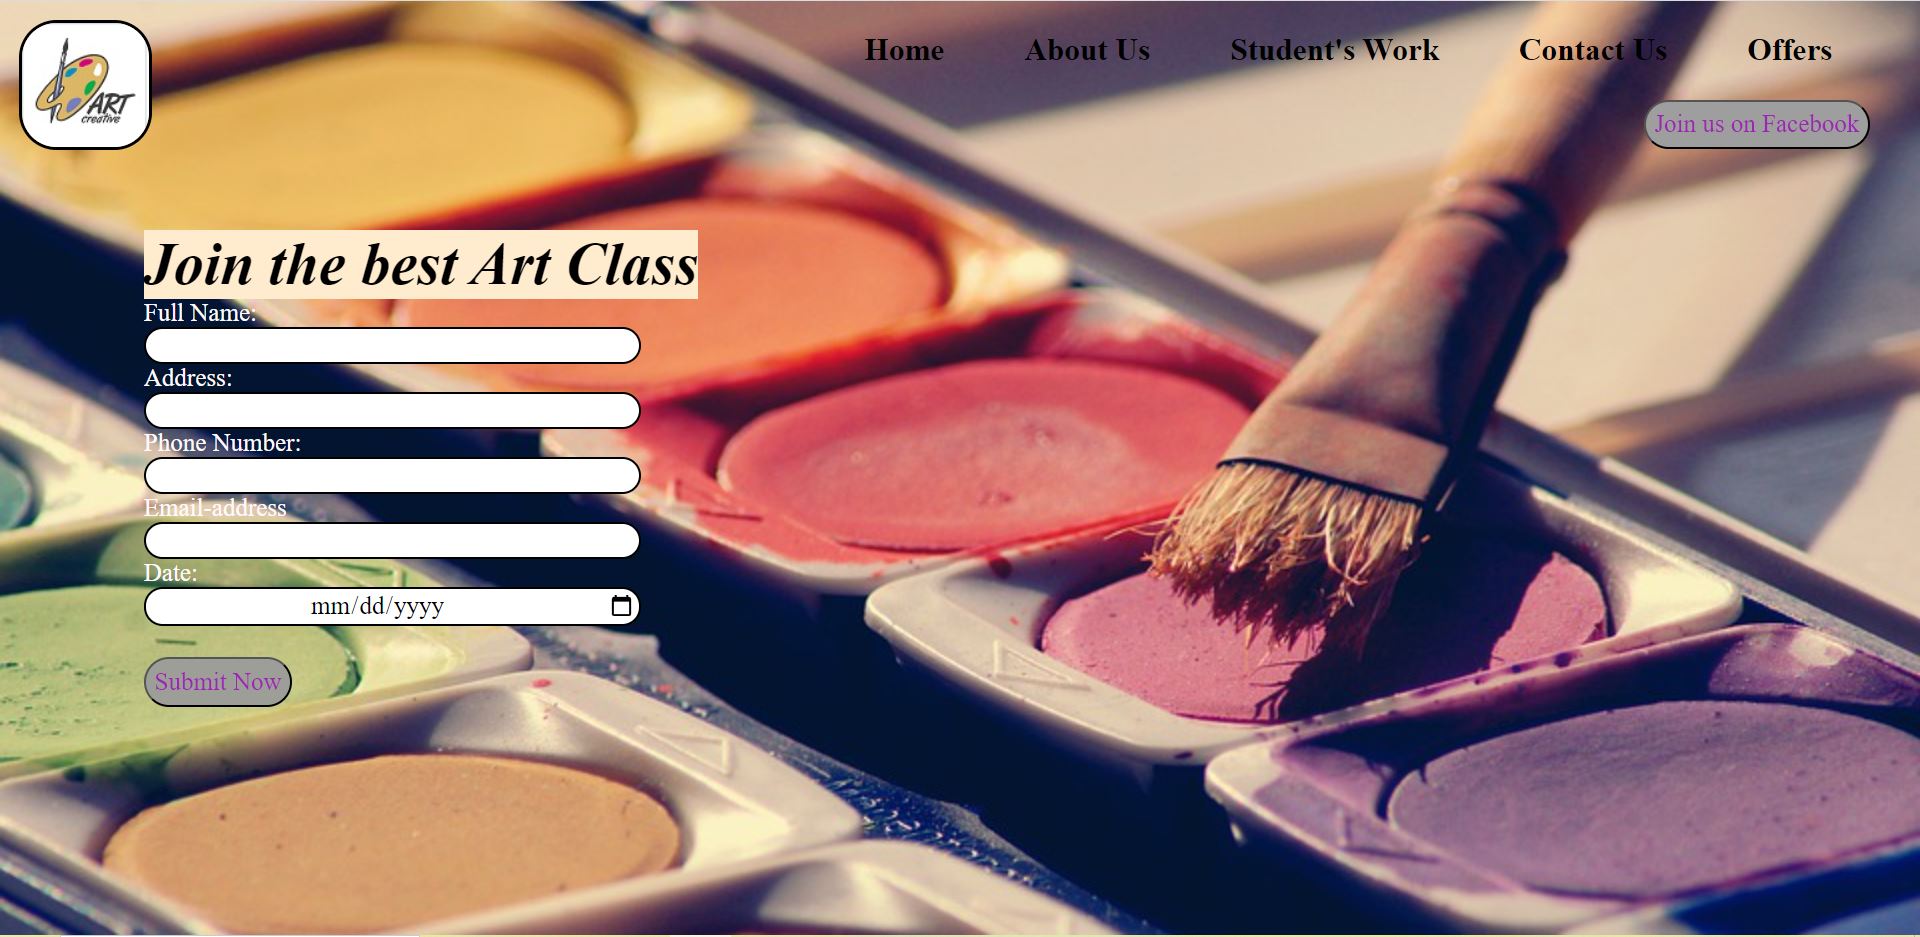 ART
creative
Home About Us Student's Work Contact Us Offers
Join us on Facebook
Join the best Art Class
Full Name:
Address:
Phone Number:
Email-address
Date:
mm/dd/yyyy
Submit Now